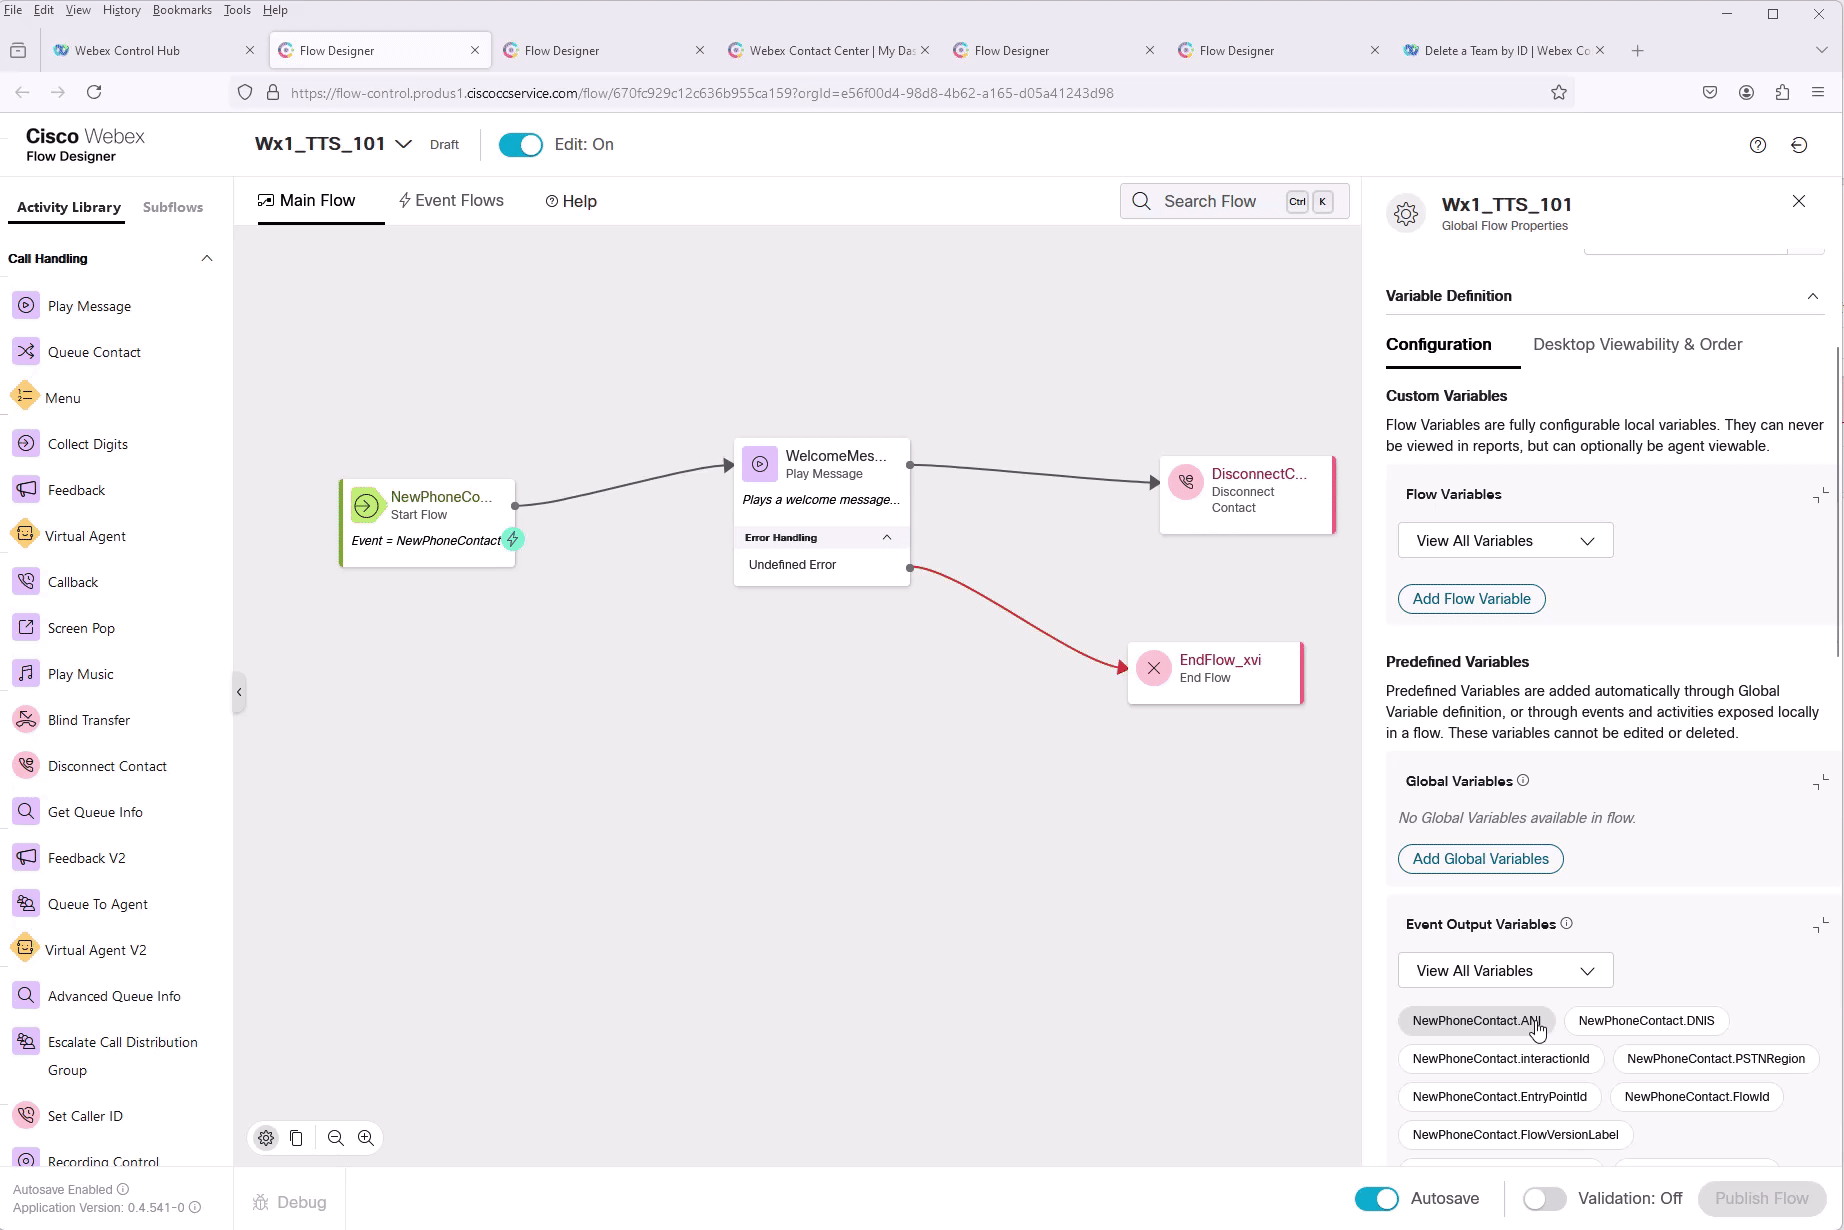 File Edit View History Bookmarks Tools Help
Webex Control Hub
Flow Designer
Flow Designer
Webex Contact Center | My Das
Flow Designer
Flow Designer
Delete a Team by ID | Webex Co
https://flow-control.produs1.ciscoccservice.com/flow/670fc929c12c636b955ca159?orgId=e56f00d4-98d8-4b62-a165-d05a41243d98
Cisco Webex
Flow Designer
Wx1_TTS_101
Draft
Edit: On
Activity Library
Subflows
Main Flow
Event Flows
Help
Search Flow
Ctrl
K
Call Handling
Play Message
Queue Contact
Menu
Collect Digits
Feedback
Virtual Agent
Callback
Screen Pop
Play Music
Blind Transfer
Disconnect Contact
Get Queue Info
Feedback V2
Queue To Agent
Virtual Agent V2
Advanced Queue Info
Escalate Call Distribution
Group
Set Caller ID
Recording Control
NewPhoneCo...
Start Flow
Event = NewPhoneContact
WelcomeMes...
Play Message
Plays a welcome message...
Error Handling
Undefined Error
DisconnectC...
Disconnect
Contact
EndFlow_xvi
End Flow
Wx1_TTS_101
Global Flow Properties
Variable Definition
Configuration
Desktop Viewability & Order
Custom Variables
Flow Variables are fully configurable local variables. They can never
be viewed in reports, but can optionally be agent viewable.
Flow Variables
View All Variables
Add Flow Variable
Predefined Variables
Predefined Variables are added automatically through Global
Variable definition, or through events and activities exposed locally
in a flow. These variables cannot be edited or deleted.
Global Variables
No Global Variables available in flow.
Add Global Variables
Event Output Variables
View All Variables
NewPhoneContact.ANI
NewPhoneContact.DNIS
NewPhoneContact.interactionId
NewPhoneContact.PSTNRegion
NewPhoneContact.EntryPointId
NewPhoneContact.FlowId
NewPhoneContact.FlowVersionLabel
Autosave Enabled
Application Version: 0.4.541-0
Debug
Autosave
Validation: Off
Publish Flow